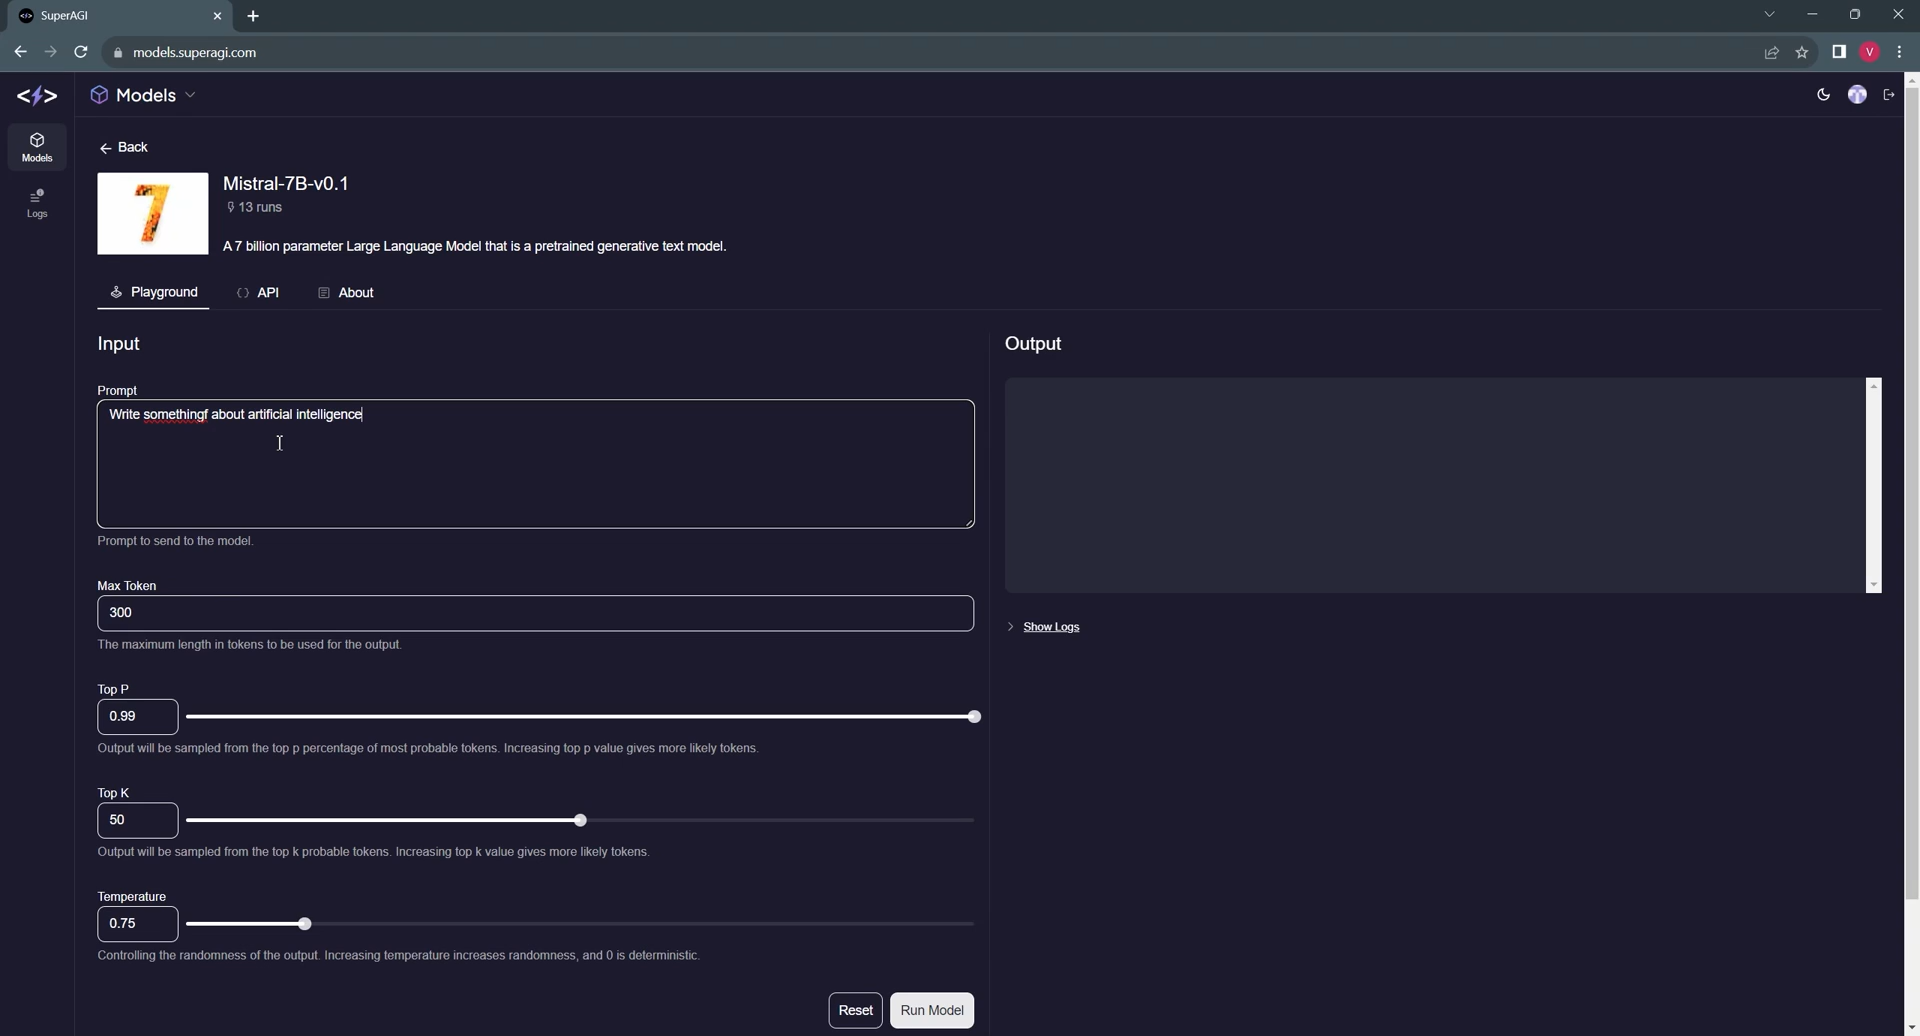 SuperAGI
models.superagi.com
V
Models
Models
Logs
Back
7
Mistral-7B-v0.1
13 runs
A 7 billion parameter Large Language Model that is a pretrained generative text model.
Playground
API
About
Input
Prompt
Write somethingf about artificial intelligence
Prompt to send to the model.
Max Token
300
The maximum length in tokens to be used for the output.
Top P
0.99
Output will be sampled from the top p percentage of most probable tokens. Increasing top p value gives more likely tokens.
Top K
50
Output will be sampled from the top k probable tokens. Increasing top k value gives more likely tokens.
Temperature
0.75
Controlling the randomness of the output. Increasing temperature increases randomness, and 0 is deterministic.
Reset
Run Model
Output
Show Logs